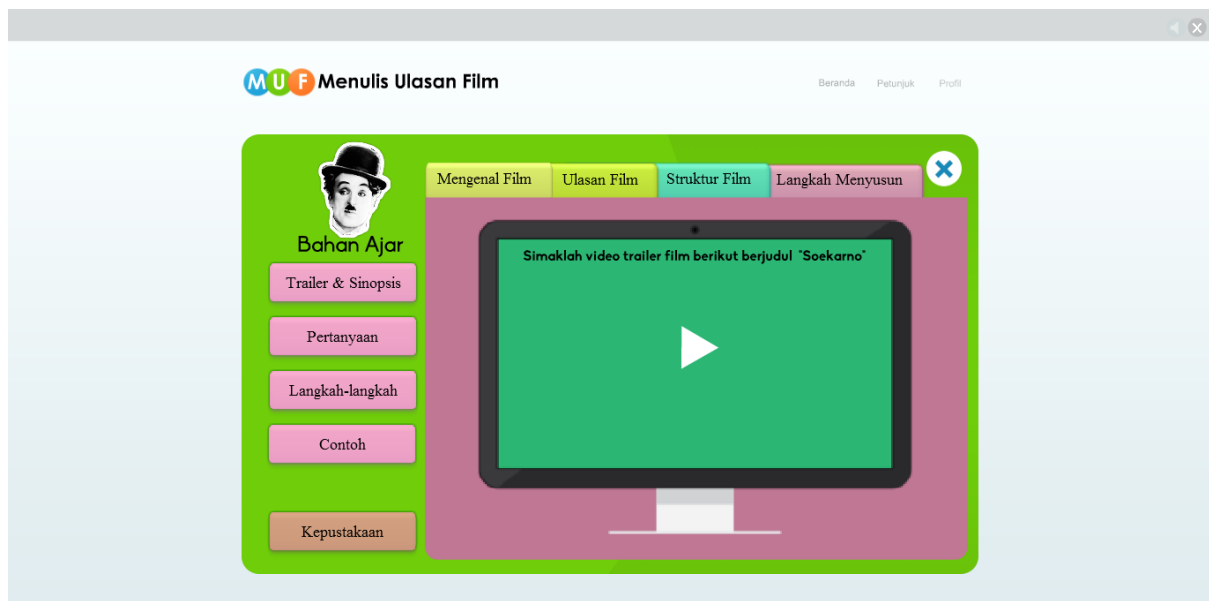 MUF Menulis Ulasan Film
Beranda Petunjuk Profil
Mengenal Film Ulasan Film Struktur Film Langkah Menyusun
Bahan Ajar
Trailer & Sinopsis
Pertanyaan
Langkah-langkah
Contoh
Kepustakaan
Simaklah video trailer film berikut berjudul "Soekarno"